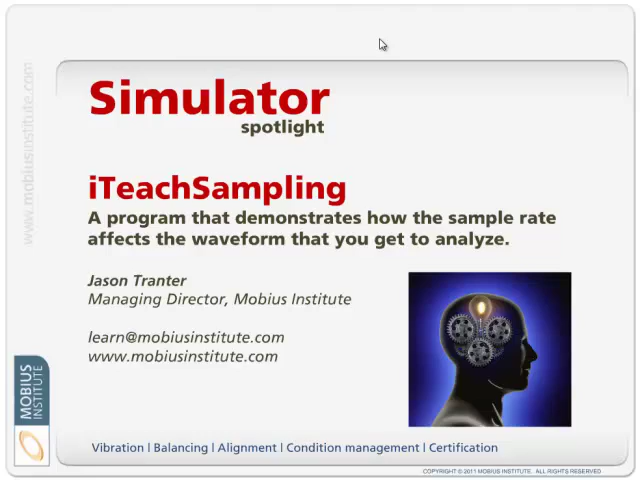 Simulator
spotlight
iTeachSampling
A program that demonstrates how the sample rate
affects the waveform that you get to analyze.
Jason Tranter
Managing Director, Mobius Institute
learn@mobiusinstitute.com
www.mobiusinstitute.com
www.mobiusinstitute.com
MOBIUS
INSTITUTE
Vibration | Balancing | Alignment | Condition management | Certification
COPYRIGHT © 2011 MOBIUS INSTITUTE. ALL RIGHTS RESERVED